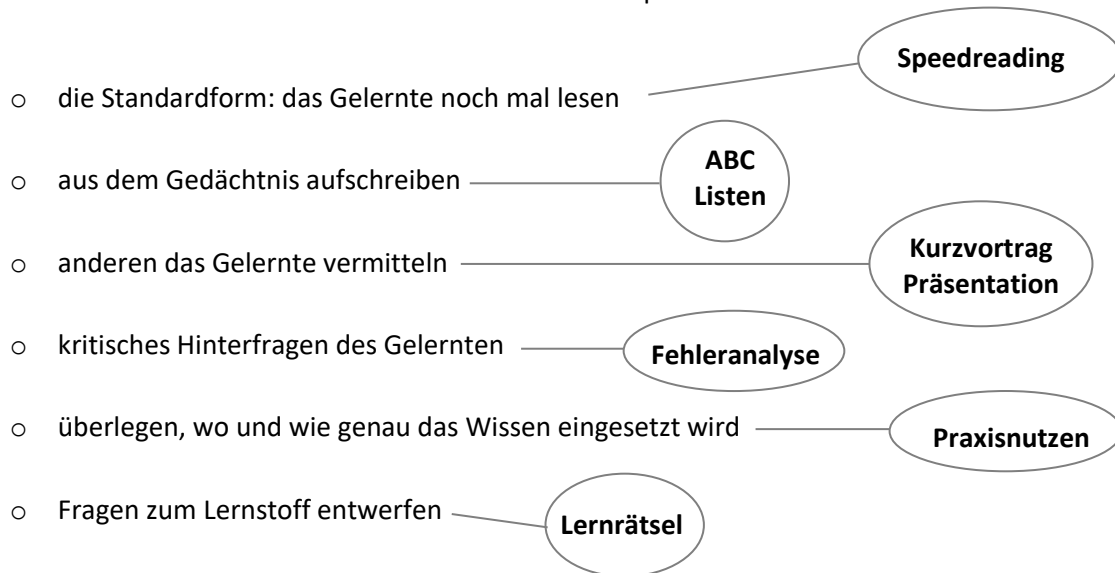 Speedreading
o die Standardform: das Gelernte noch mal lesen
ABC
Listen
o aus dem Gedächtnis aufschreiben
Kurzvortrag
Präsentation
o anderen das Gelernte vermitteln
o kritisches Hinterfragen des Gelernten
Fehleranalyse
o überlegen, wo und wie genau das Wissen eingesetzt wird
Praxisnutzen
o Fragen zum Lernstoff entwerfen
Lernrätsel